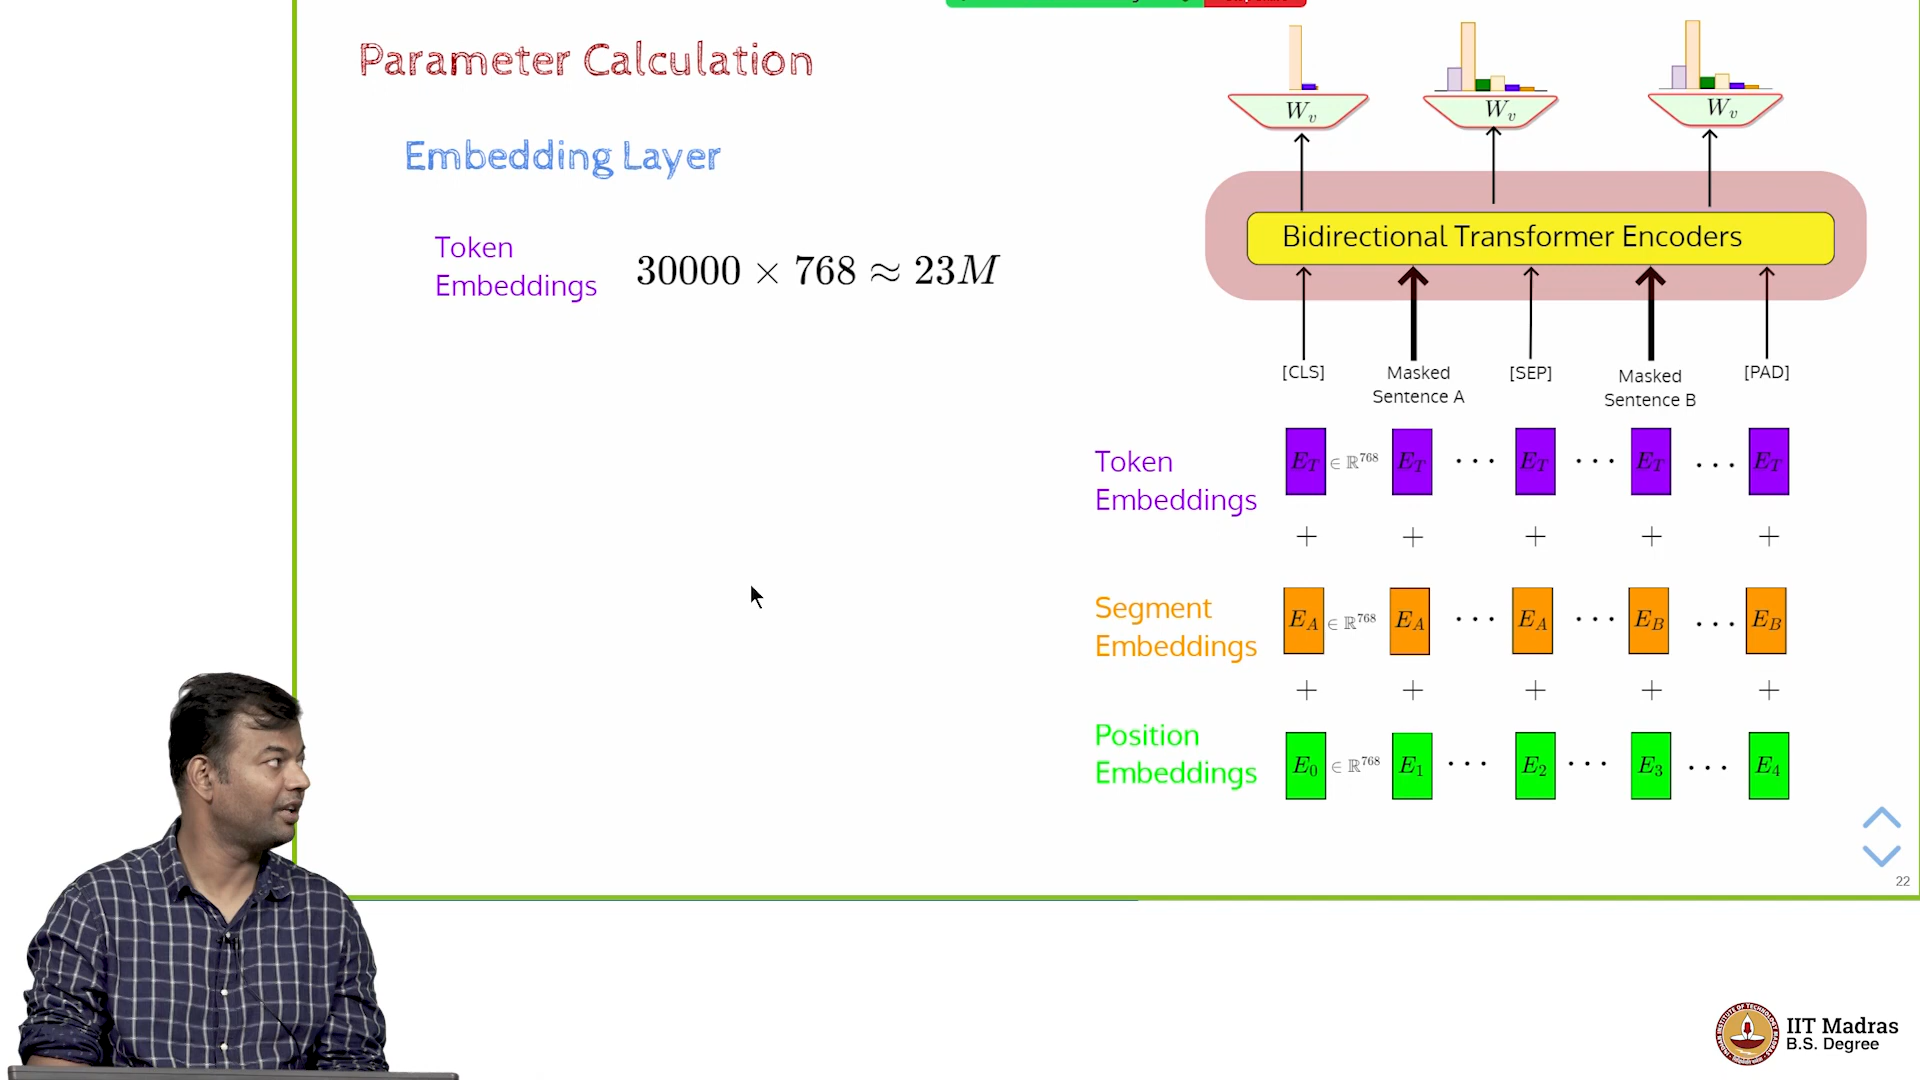 Parameter Calculation
Embedding Layer
Token
Embeddings
30000 × 768 ≈ 23M
W_v W_v W_v
Bidirectional Transformer Encoders
[CLS] Masked Sentence A [SEP] Masked Sentence B [PAD]
Token
Embeddings
E_T ∈ ℝ^768 E_T ··· E_T ··· E_T ··· E_T
+ + + + +
Segment
Embeddings
E_A ∈ ℝ^768 E_A ··· E_A ··· E_B ··· E_B
+ + + + +
Position
Embeddings
E_0 ∈ ℝ^768 E_1 ··· E_2 ··· E_3 ··· E_4
22
IIT Madras
B.S. Degree